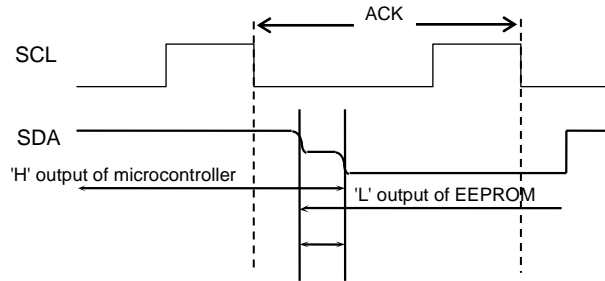 ACK
SCL
SDA
'H' output of microcontroller
'L' output of EEPROM